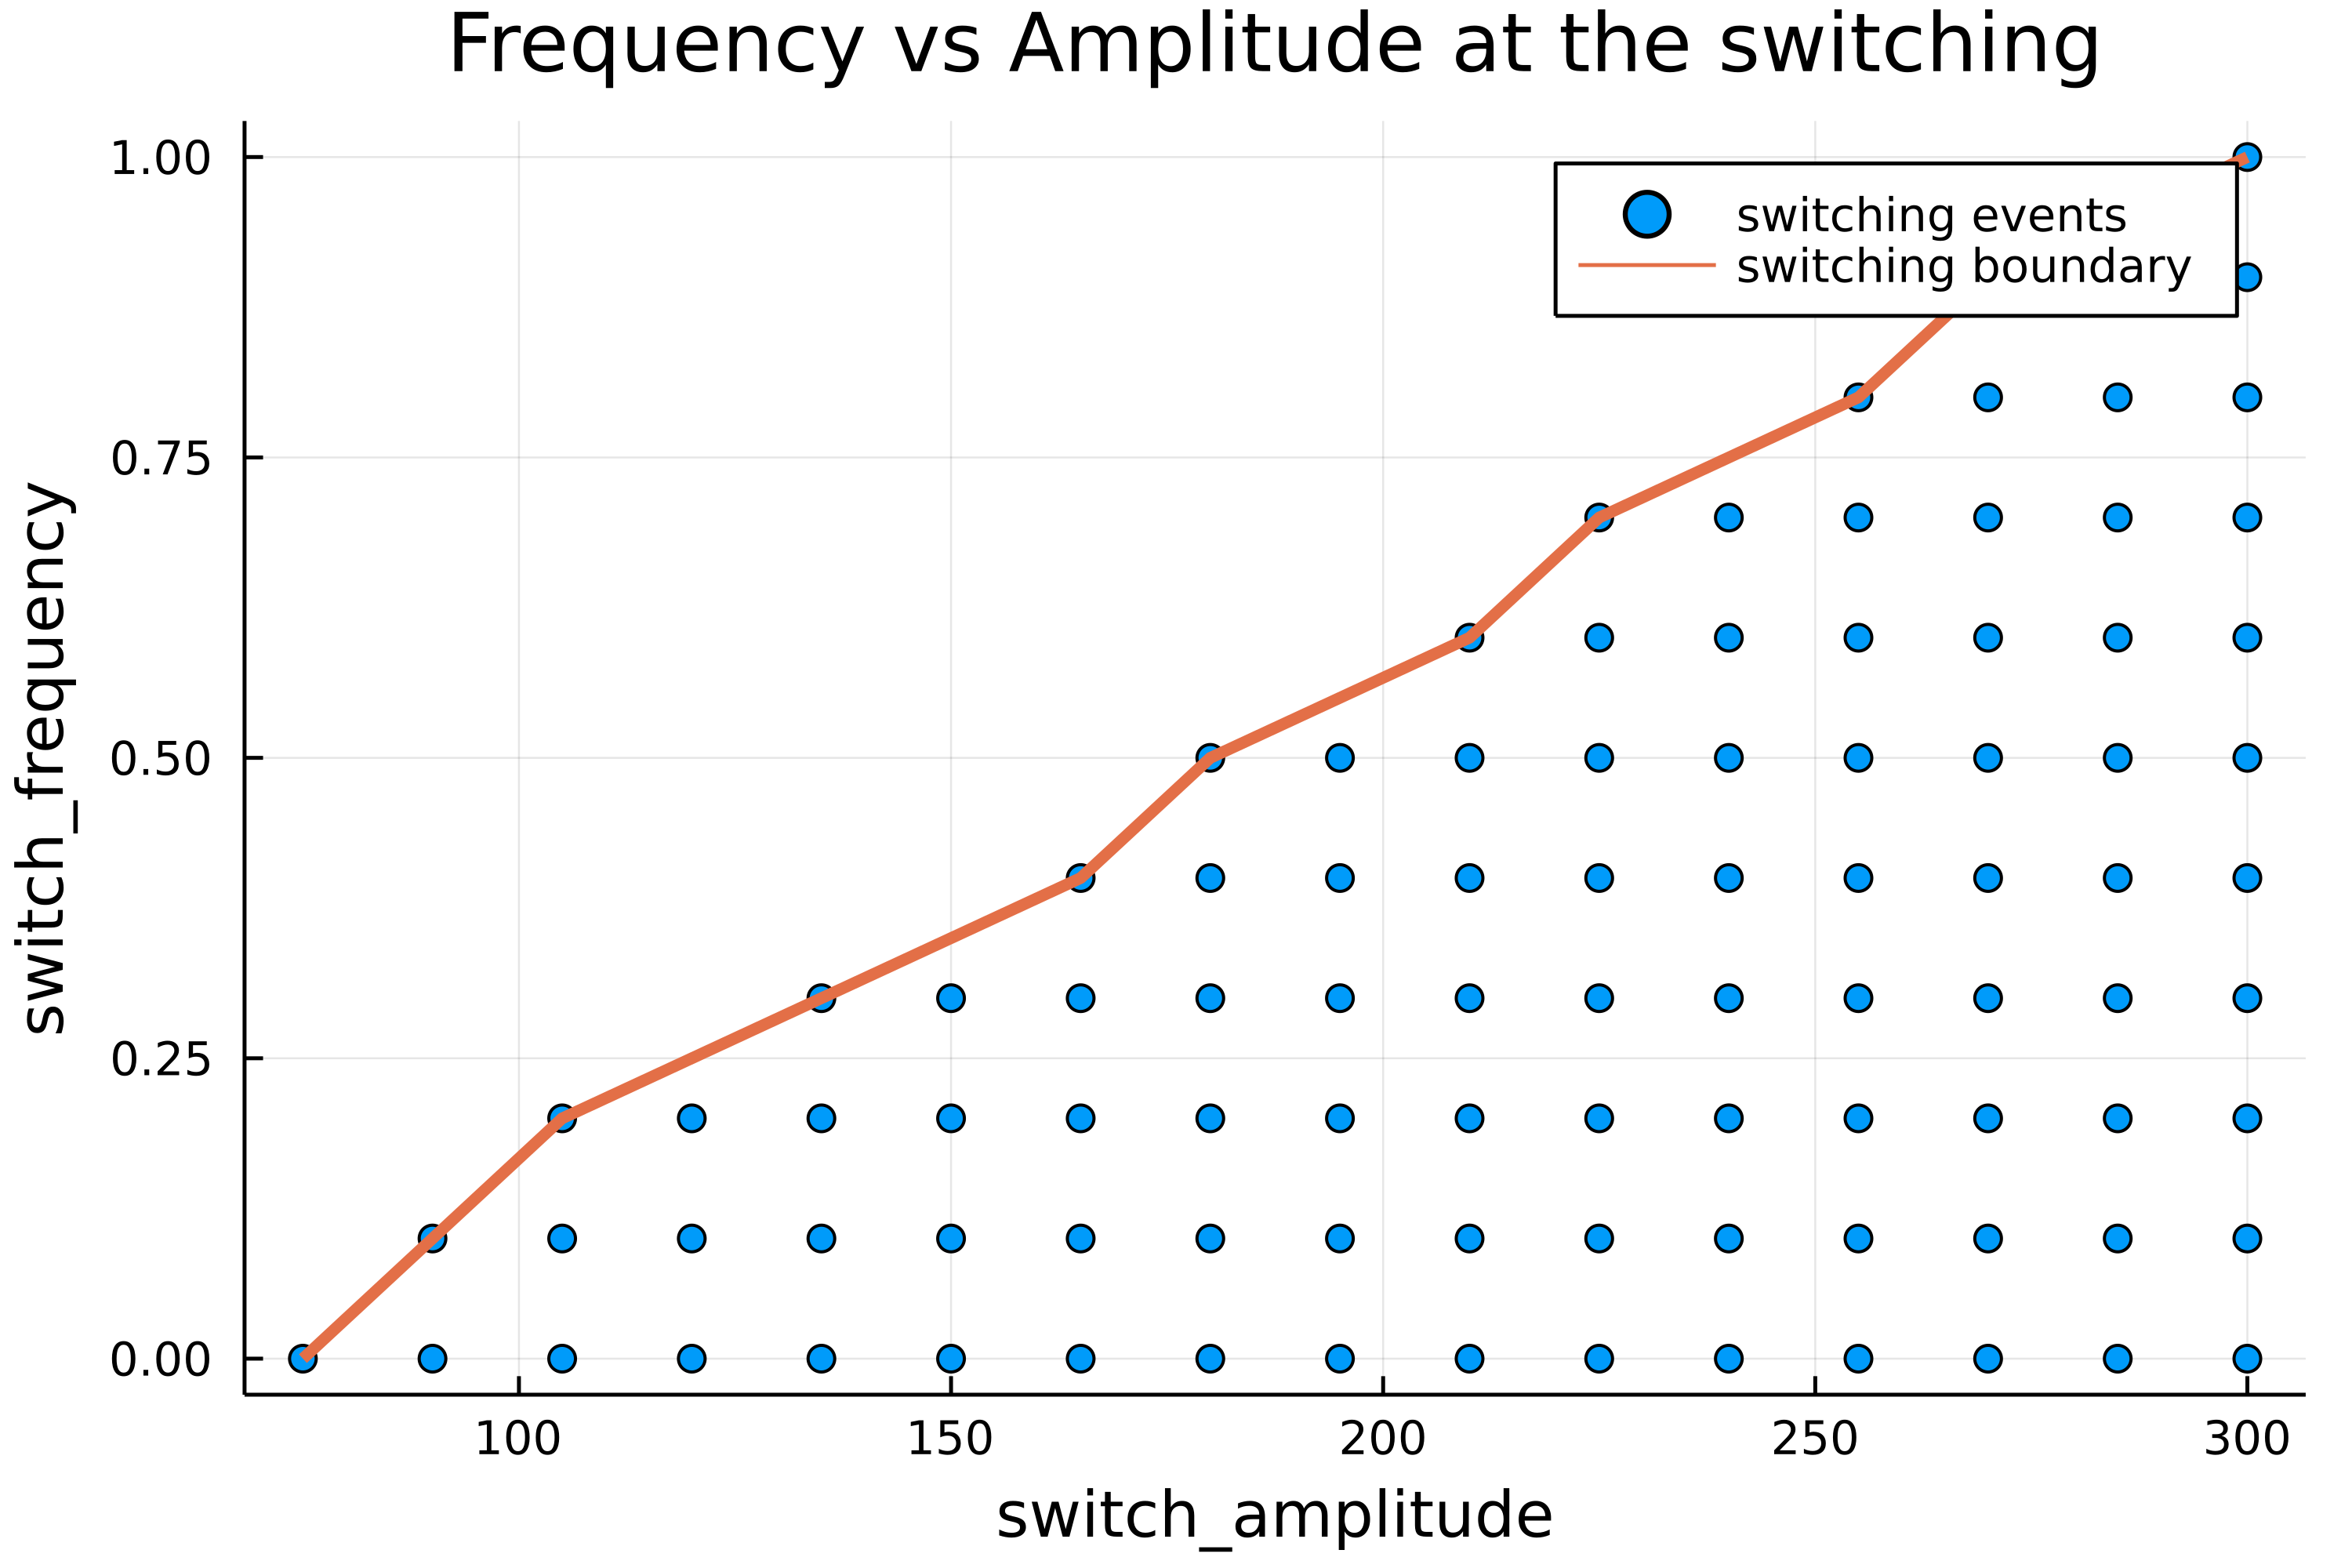 Frequency vs Amplitude at the switching
switching events
switching boundary
switch_frequency
1.00
0.75
0.50
0.25
0.00
100 150 200 250 300
switch_amplitude